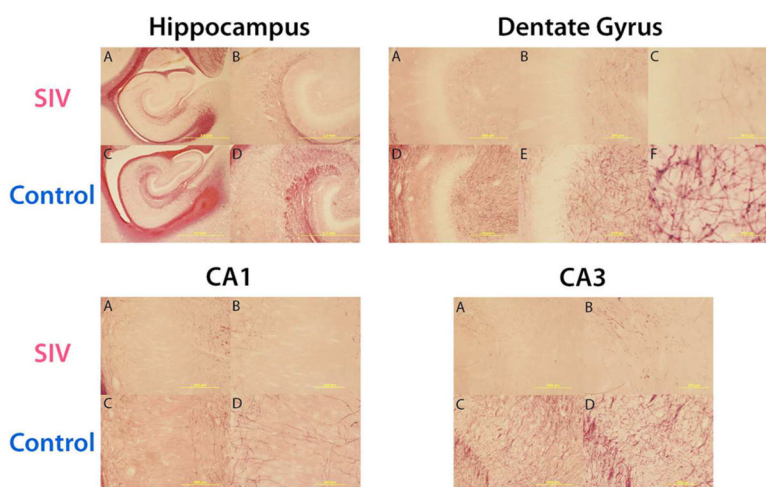 Hippocampus
Dentate Gyrus
A B
A B C
SIV
C D
D E F
Control
CA1
CA3
A B
A B
SIV
C D
C D
Control